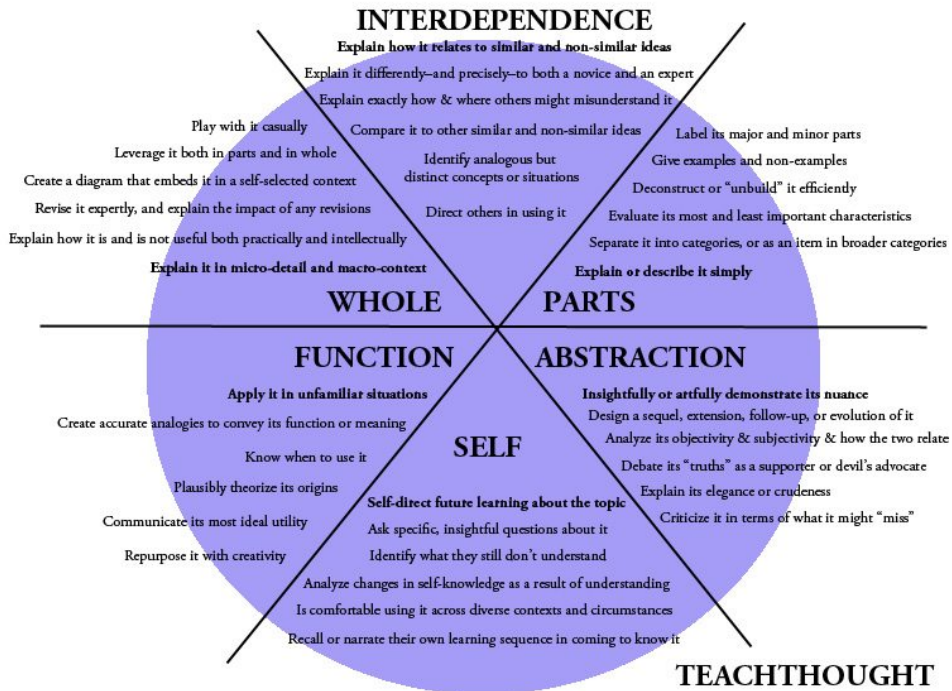 INTERDEPENDENCE
Explain how it relates to similar and non-similar ideas
Explain it differently–and precisely–to both a novice and an expert
Explain exactly how & where others might misunderstand it
Compare it to other similar and non-similar ideas
Identify analogous but
distinct concepts or situations
Direct others in using it
Play with it casually
Leverage it both in parts and in whole
Create a diagram that embeds it in a self-selected context
Revise it expertly, and explain the impact of any revisions
Explain how it is and is not useful both practically and intellectually
Explain it in micro-detail and macro-context
WHOLE
Label its major and minor parts
Give examples and non-examples
Deconstruct or “unbuild” it efficiently
Evaluate its most and least important characteristics
Separate it into categories, or as an item in broader categories
Explain or describe it simply
PARTS
FUNCTION
Apply it in unfamiliar situations
Create accurate analogies to convey its function or meaning
Know when to use it
Plausibly theorize its origins
Communicate its most ideal utility
Repurpose it with creativity
ABSTRACTION
Insightfully or artfully demonstrate its nuance
Design a sequel, extension, follow-up, or evolution of it
Analyze its objectivity & subjectivity & how the two relate
Debate its “truths” as a supporter or devil’s advocate
Explain its elegance or crudeness
Criticize it in terms of what it might “miss”
SELF
Self-direct future learning about the topic
Ask specific, insightful questions about it
Identify what they still don’t understand
Analyze changes in self-knowledge as a result of understanding
Is comfortable using it across diverse contexts and circumstances
Recall or narrate their own learning sequence in coming to know it
TEACHTHOUGHT